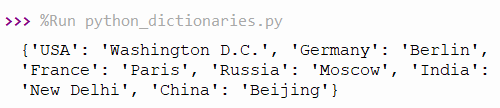 >>> %Run python_dictionaries.py
{'USA': 'Washington D.C.', 'Germany': 'Berlin',
'France': 'Paris', 'Russia': 'Moscow', 'India':
'New Delhi', 'China': 'Beijing'}